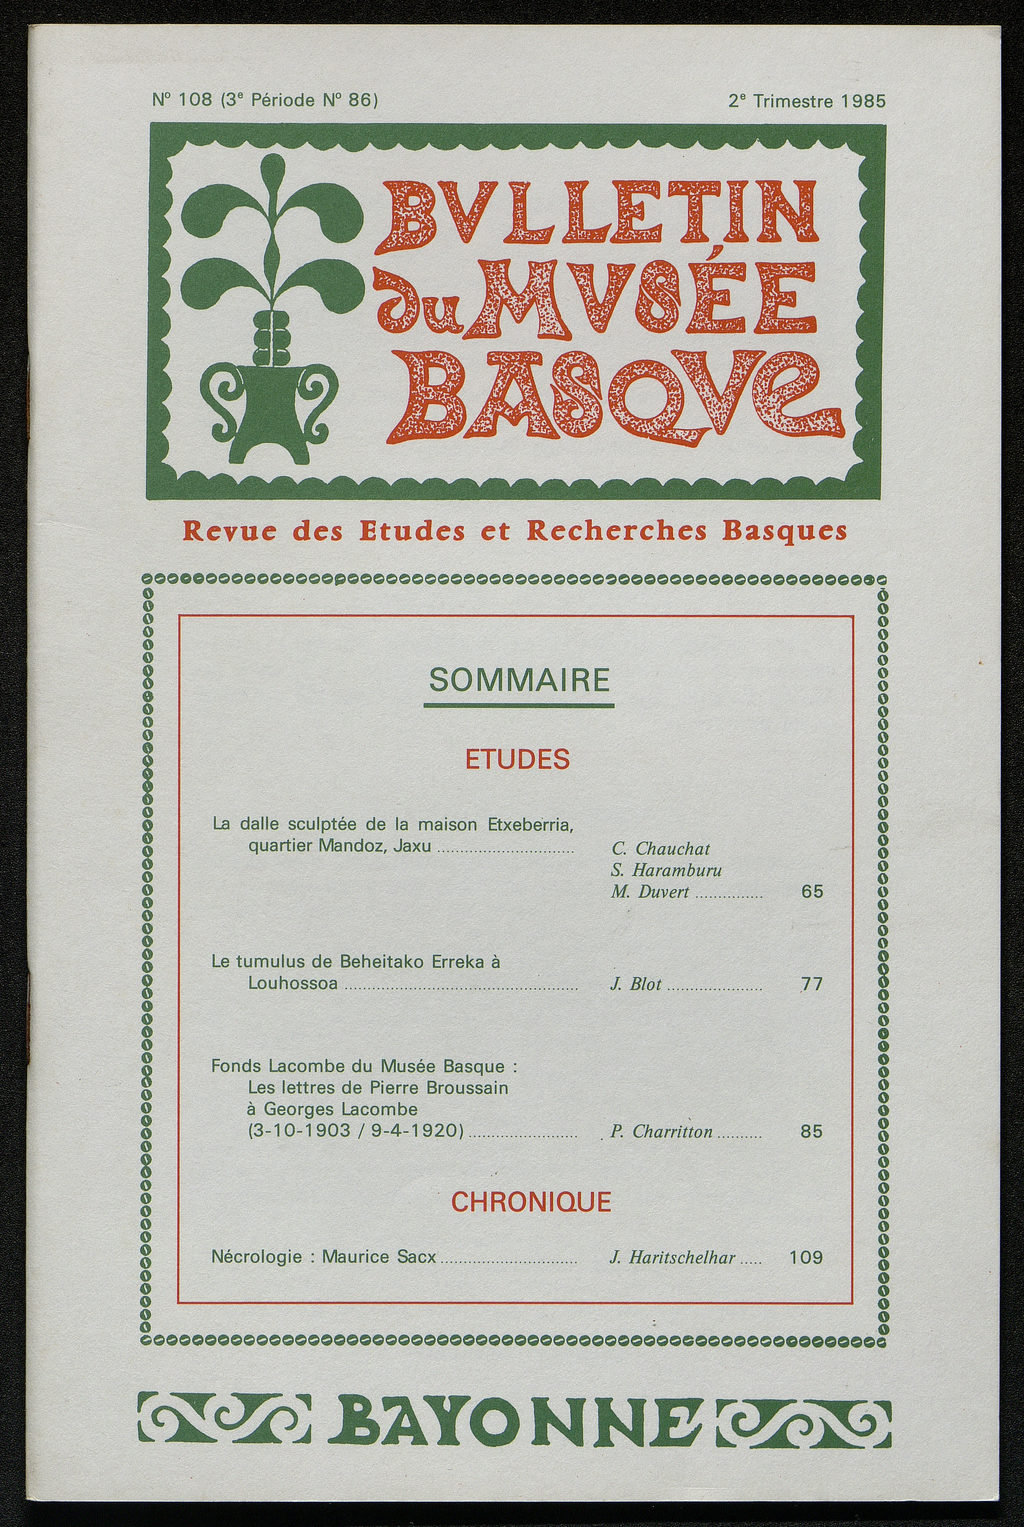 Nº 108 (3ᵉ Période Nº 86)
2ᵉ Trimestre 1985
BVLLETIN
du MVSÉE
BASQVe
Revue des Etudes et Recherches Basques
SOMMAIRE
ETUDES
La dalle sculptée de la maison Etxeberria,
quartier Mandoz, Jaxu .............................. C. Chauchat
S. Haramburu
M. Duvert ............... 65
Le tumulus de Beheitako Erreka à
Louhossoa .................................................. J. Blot ..................... 77
Fonds Lacombe du Musée Basque :
Les lettres de Pierre Broussain
à Georges Lacombe
(3-10-1903 / 9-4-1920) ........................ P. Charritton .......... 85
CHRONIQUE
Nécrologie : Maurice Sacx .............................. J. Haritschelhar ..... 109
BAYONNE